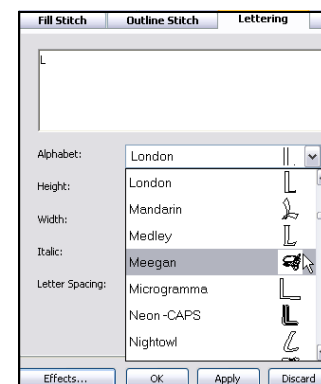 Fill Stitch Outline Stitch Lettering
L
Alphabet: London
Height: London
Mandarin
Width: Medley
Italic: Meegan
Letter Spacing: Microgramma
Neon-CAPS
Nightowl
Effects... OK Apply Discard